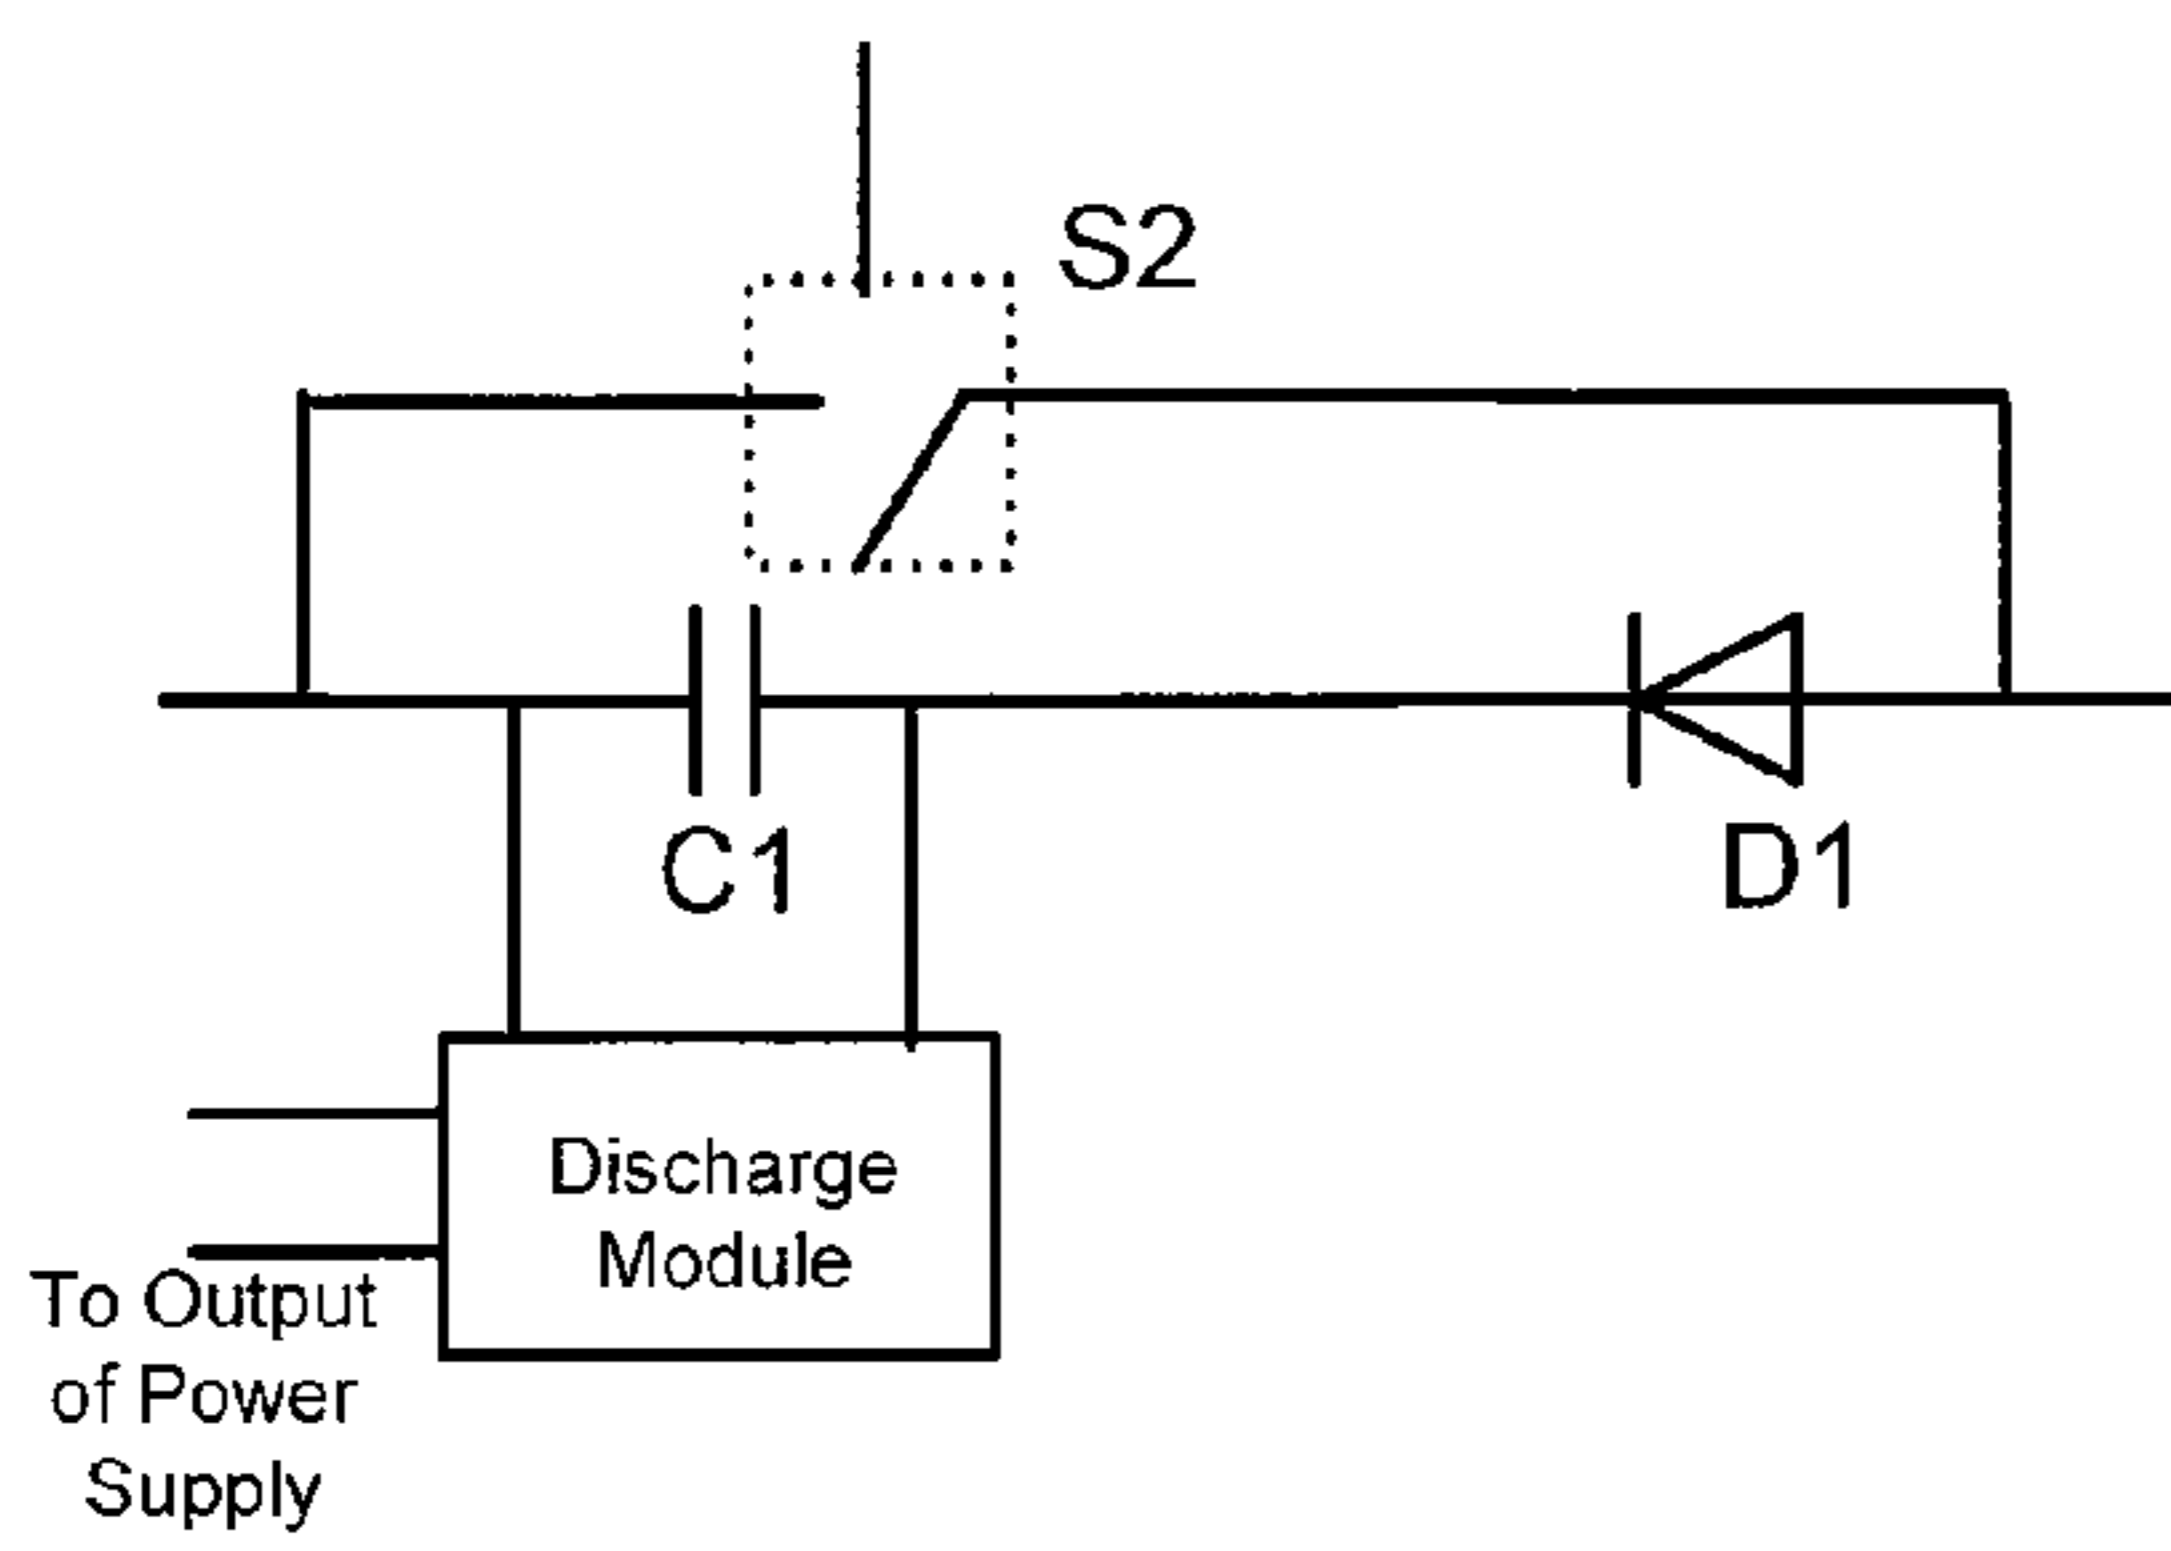 S2
C1
D1
Discharge
Module
To Output
of Power
Supply